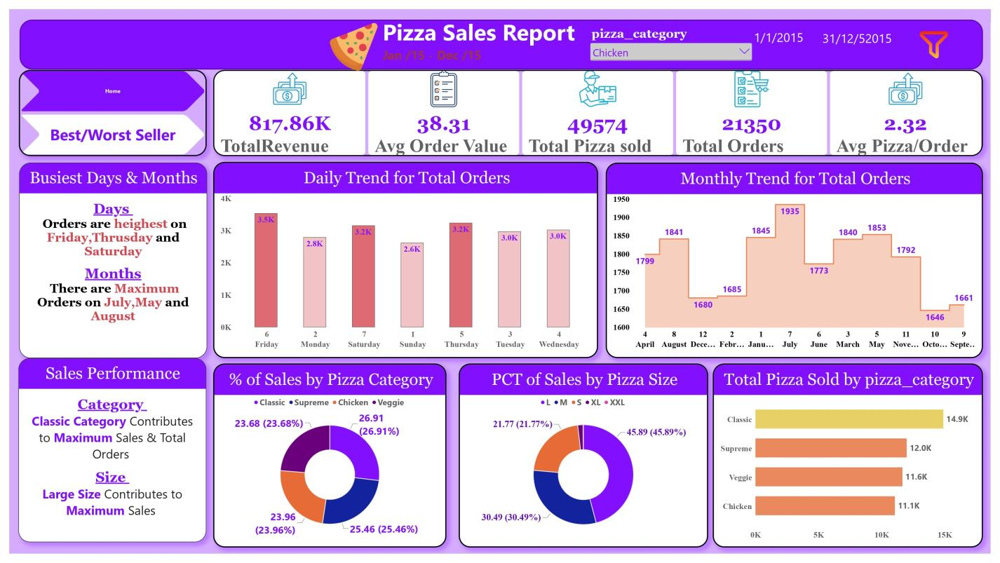 Pizza Sales Report
Jan /15 - Dec /15
pizza_category
Chicken
1/1/2015
31/12/52015
Home
Best/Worst Seller
817.86K
TotalRevenue
38.31
Avg Order Value
49574
Total Pizza sold
21350
Total Orders
2.32
Avg Pizza/Order
Busiest Days & Months
Days
Orders are heighest on
Friday,Thrusday and
Saturday
Months
There are Maximum
Orders on July,May and
August
Daily Trend for Total Orders
4K
3K
2K
1K
0K
3.5K
2.8K
3.2K
2.6K
3.2K
3.0K
3.0K
6 2 7 1 5 3 4
Friday Monday Saturday Sunday Thursday Tuesday Wednesday
Monthly Trend for Total Orders
1950
1900
1850
1800
1750
1700
1650
1600
1799
1841
1680
1685
1845
1935
1773
1840
1853
1792
1646
1661
4 8 12 2 1 7 6 3 5 11 10 9
April August Dece... Febr... Janu... July June March May Nove... Octo... Septe..
Sales Performance
Category
Classic Category Contributes
to Maximum Sales & Total
Orders
Size
Large Size Contributes to
Maximum Sales
% of Sales by Pizza Category
Classic Supreme Chicken Veggie
23.68 (23.68%)
26.91
(26.91%)
23.96
(23.96%)
25.46 (25.46%)
PCT of Sales by Pizza Size
L M S XL XXL
21.77 (21.77%)
45.89 (45.89%)
30.49 (30.49%)
Total Pizza Sold by pizza_category
Classic 14.9K
Supreme 12.0K
Veggie 11.6K
Chicken 11.1K
0K 5K 10K 15K